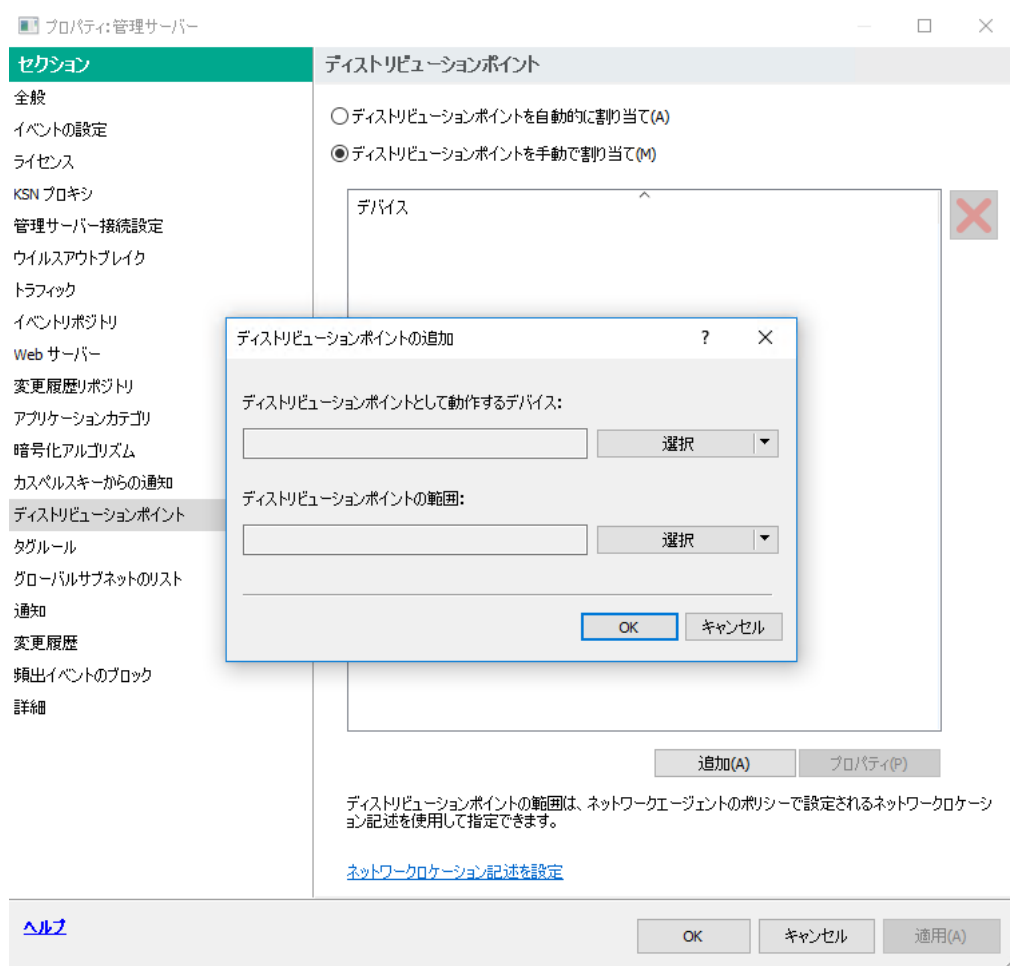 プロパティ:管理サーバー
セクション
全般
イベントの設定
ライセンス
KSN プロキシ
管理サーバー接続設定
ウイルスアウトブレイク
トラフィック
イベントリポジトリ
Web サーバー
変更履歴リポジトリ
アプリケーションカテゴリ
暗号化アルゴリズム
カスペルスキーからの通知
ディストリビューションポイント
タグルール
グローバルサブネットのリスト
通知
変更履歴
頻出イベントのブロック
詳細
ディストリビューションポイント
ディストリビューションポイントを自動的に割り当て(A)
ディストリビューションポイントを手動で割り当て(M)
デバイス
ディストリビューションポイントの追加
?
ディストリビューションポイントとして動作するデバイス:
選択
ディストリビューションポイントの範囲:
選択
OK キャンセル
追加(A) プロパティ(P)
ディストリビューションポイントの範囲は、ネットワークエージェントのポリシーで設定されるネットワークロケーシ
ョン記述を使用して指定できます。
ネットワークロケーション記述を設定
ヘルプ
OK キャンセル 適用(A)